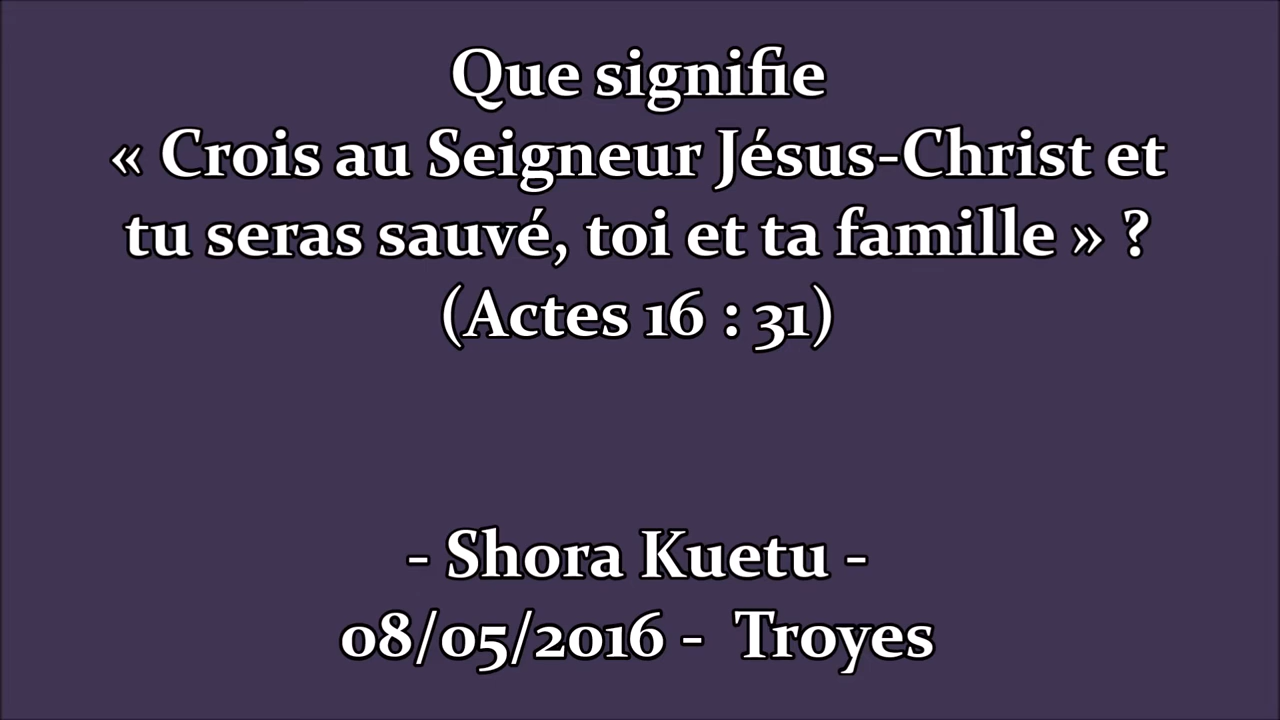 Que signifie
« Crois au Seigneur Jésus-Christ et
tu seras sauvé, toi et ta famille » ?
(Actes 16 : 31)
- Shora Kuetu -
08/05/2016 - Troyes